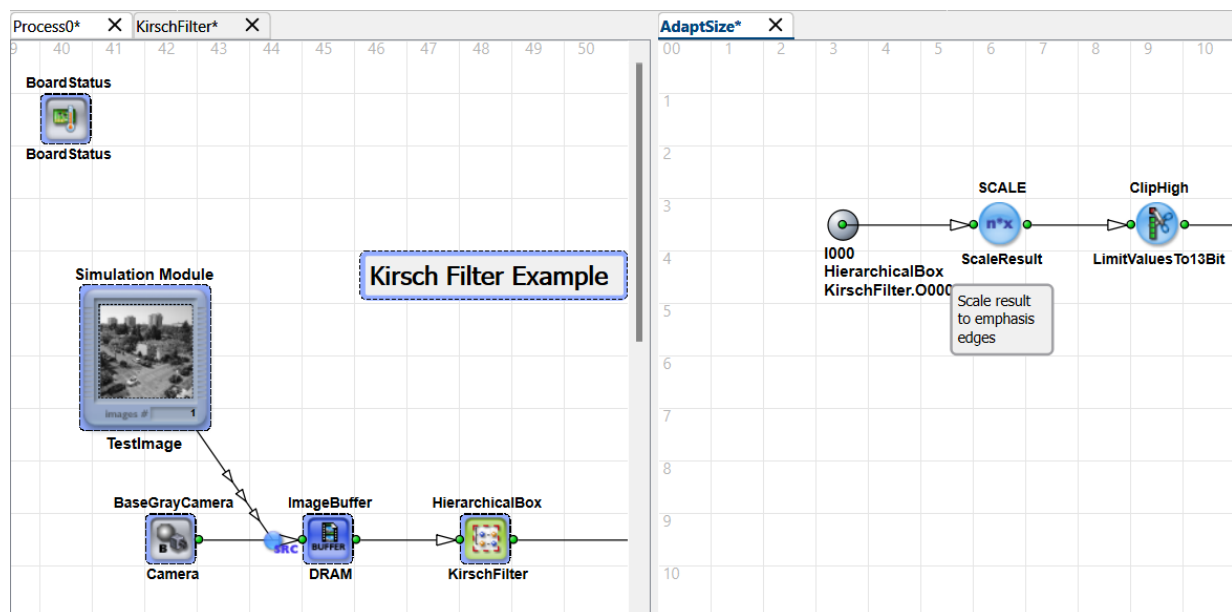 Process0*
KirschFilter*
AdaptSize*
9 40 41 42 43 44 45 46 47 48 49 50
00 1 2 3 4 5 6 7 8 9 10
BoardStatus
BoardStatus
Kirsch Filter Example
Simulation Module
images # 1
TestImage
BaseGrayCamera
B
Camera
SRC
ImageBuffer
BUFFER
DRAM
HierarchicalBox
KirschFilter
1
2
3
4
5
6
7
8
9
10
SCALE
n*x
ScaleResult
ClipHigh
LimitValuesTo13Bit
I000
HierarchicalBox
KirschFilter.O000
Scale result
to emphasis
edges